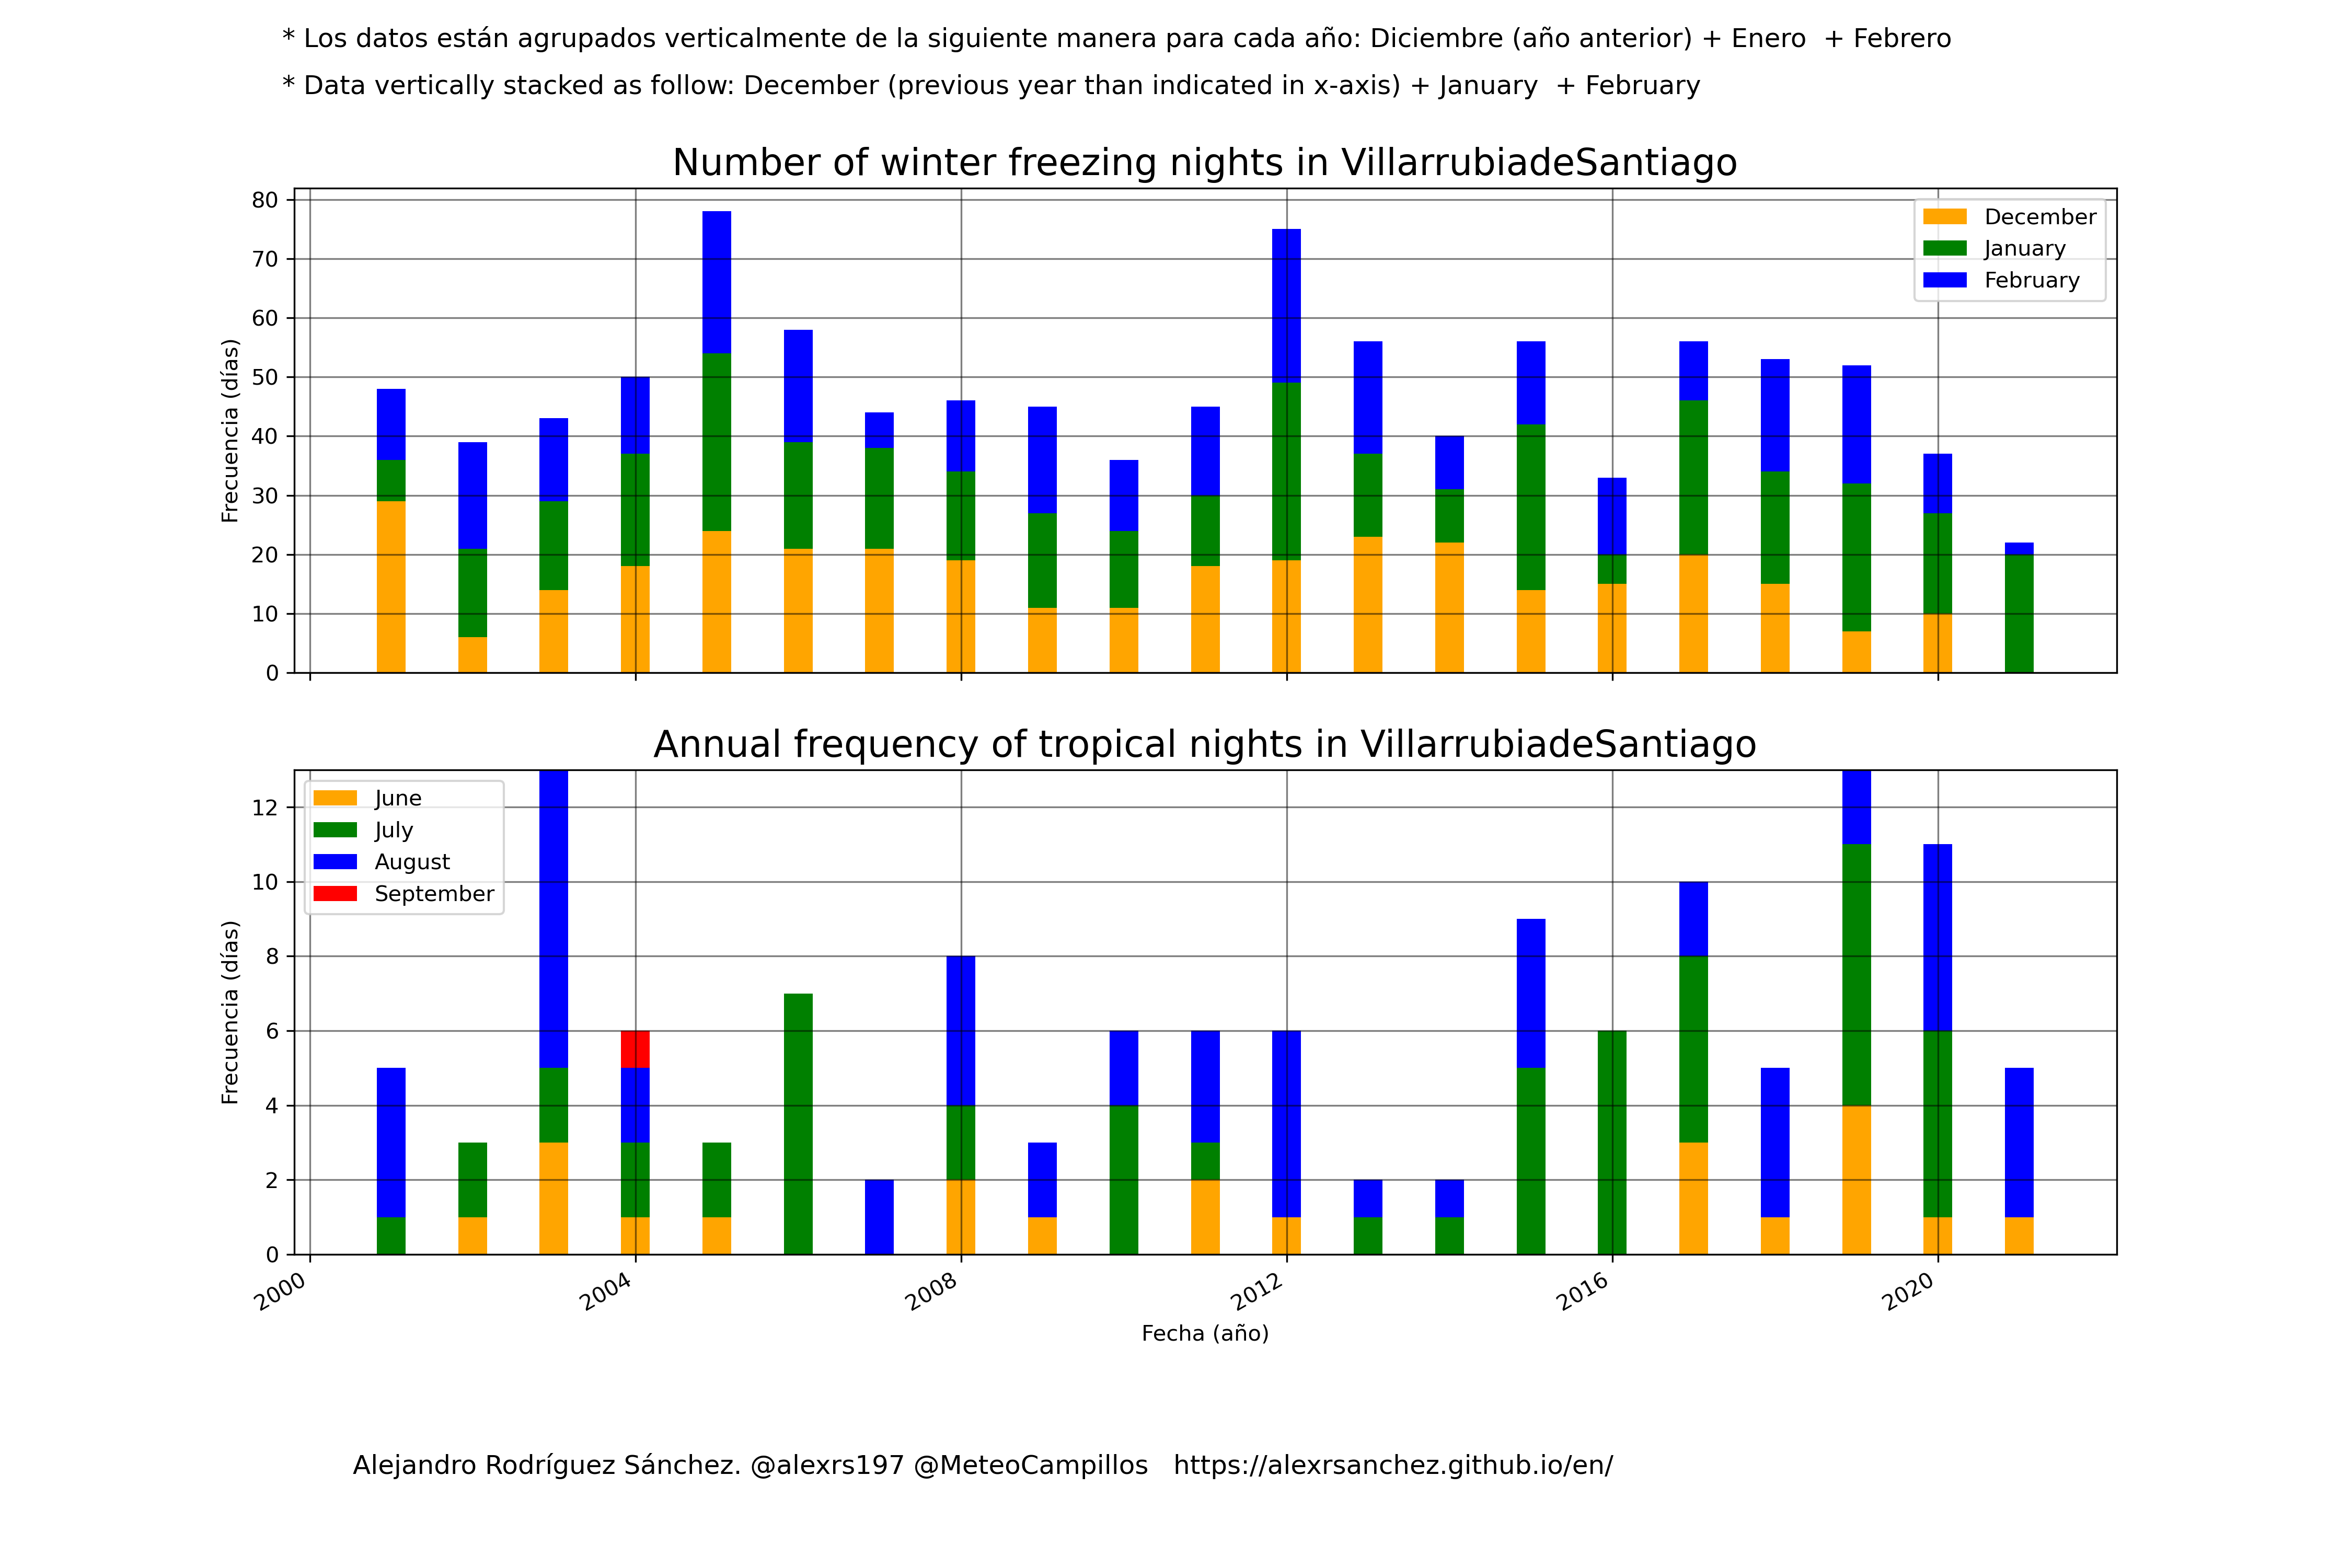 * Los datos están agrupados verticalmente de la siguiente manera para cada año: Diciembre (año anterior) + Enero  + Febrero
* Data vertically stacked as follow: December (previous year than indicated in x-axis) + January  + February
Number of winter freezing nights in VillarrubiadeSantiago
80
70
60
50
40
30
20
10
0
Frecuencia (días)
December
January
February
Annual frequency of tropical nights in VillarrubiadeSantiago
12
10
8
6
4
2
0
Frecuencia (días)
June
July
August
September
2000
2004
2008
2012
2016
2020
Fecha (año)
Alejandro Rodríguez Sánchez. @alexrs197 @MeteoCampillos   https://alexrsanchez.github.io/en/